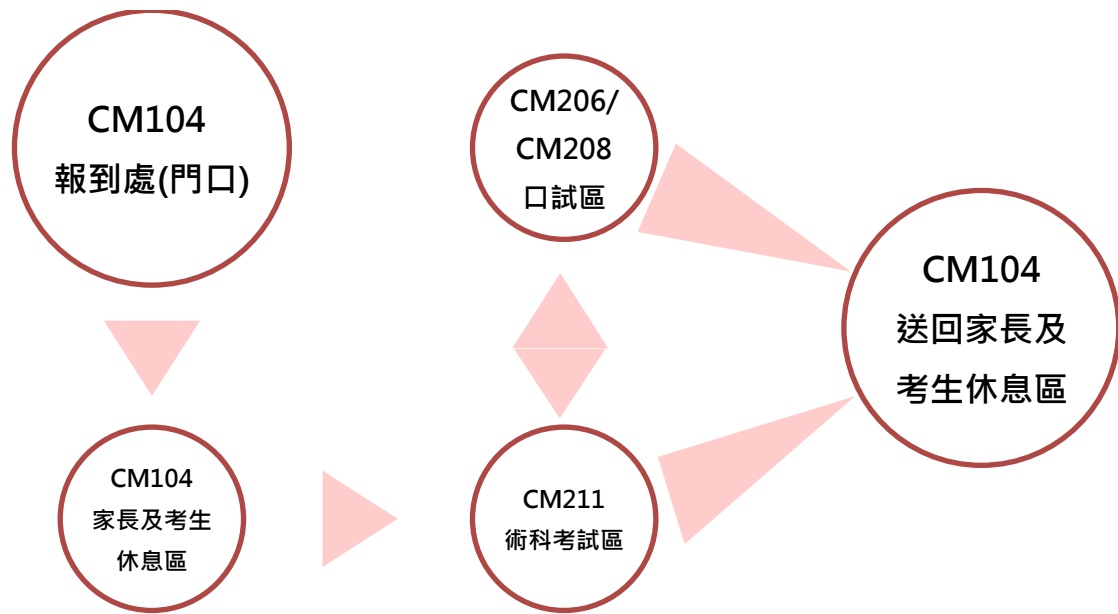 CM104
報到處(門口)
CM104
家長及考生
休息區
CM206/
CM208
口試區
CM211
術科考試區
CM104
送回家長及
考生休息區